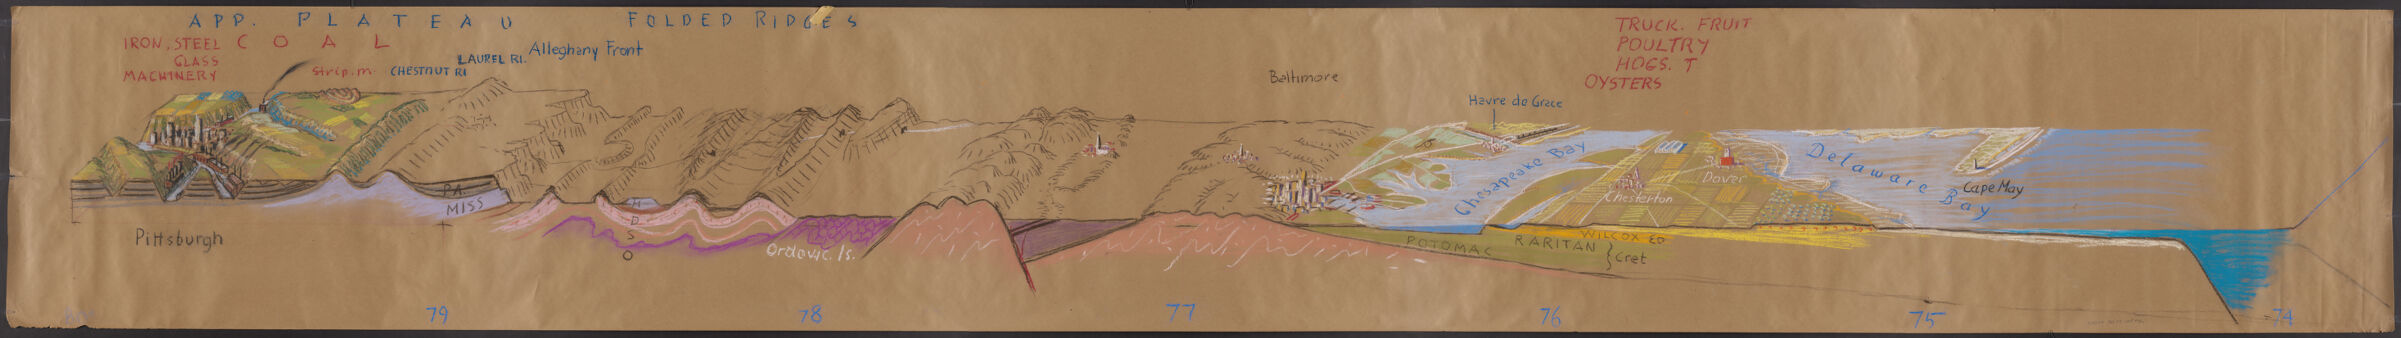 APP. PLATEAU
FOLDED RIDGES
IRON, STEEL
COAL
GLASS
MACHINERY
Strip. m.
CHESTNUT RI
LAUREL RI.
Alleghany Front
TRUCK. FRUIT
POULTRY
HOGS. T
OYSTERS
Baltimore
Havre de Grace
Chesapeake Bay
Delaware Bay
Dover
Chesterton
Cape May
PA.
MISS
M
D
S
O
Pittsburgh
Ordovic. ls.
POTOMAC
RARITAN
WILCOX EO
} Cret
79
78
77
76
75
74